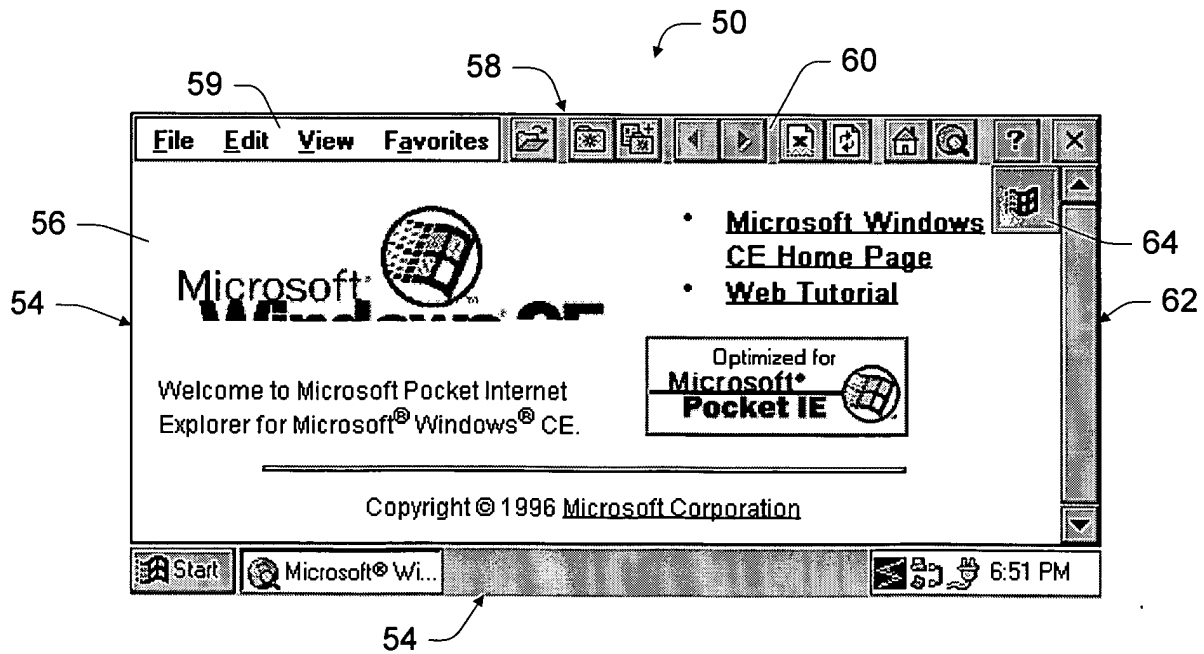 50
58
60
59
File Edit View Favorites ? ×
56
Microsoft Windows
CE Home Page
Web Tutorial
64
54
62
Microsoft
TM
Optimized for
Microsoft
Pocket IE
Welcome to Microsoft Pocket Internet
Explorer for Microsoft® Windows® CE.
Copyright © 1996 Microsoft Corporation
Start Microsoft® Wi... 6:51 PM
54